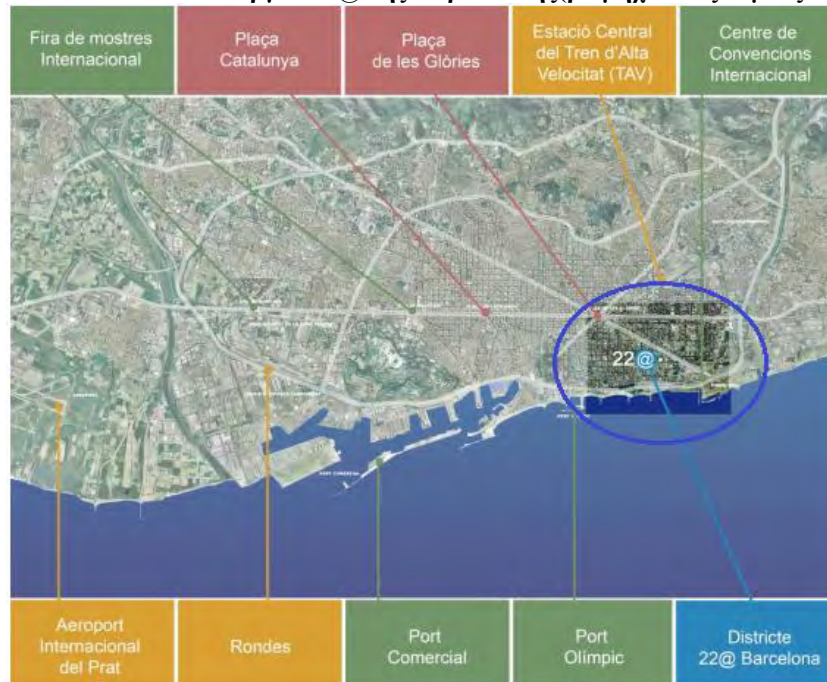 Fira de mostres
Internacional
Plaça
Catalunya
Plaça
de les Glóries
Estació Central
del Tren d'Alta
Velocitat (TAV)
Centre de
Convencions
Internacional
22@
Aeroport
Internacional
del Prat
Rondes
Port
Comercial
Port
Olímpic
Districte
22@ Barcelona